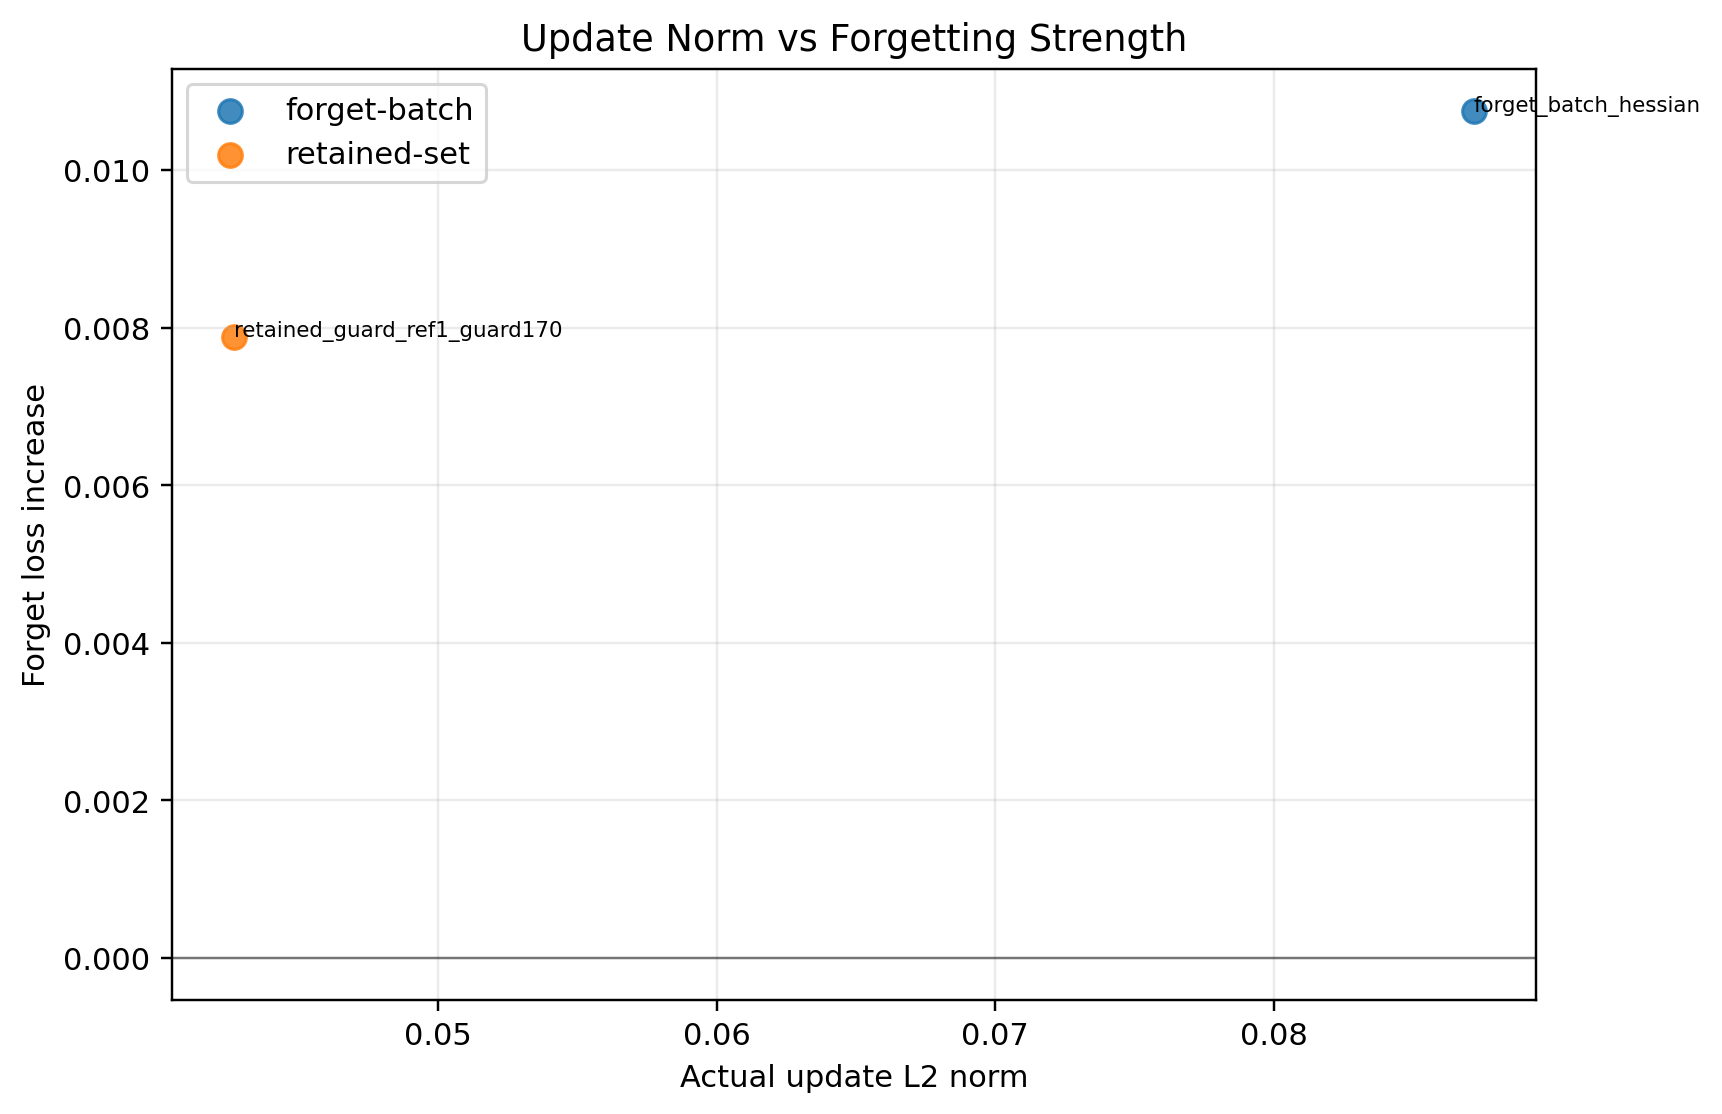 Update Norm vs Forgetting Strength
forget-batch
retained-set
forget_batch_hessian
retained_guard_ref1_guard170
Forget loss increase
0.010
0.008
0.006
0.004
0.002
0.000
0.05
0.06
0.07
0.08
Actual update L2 norm